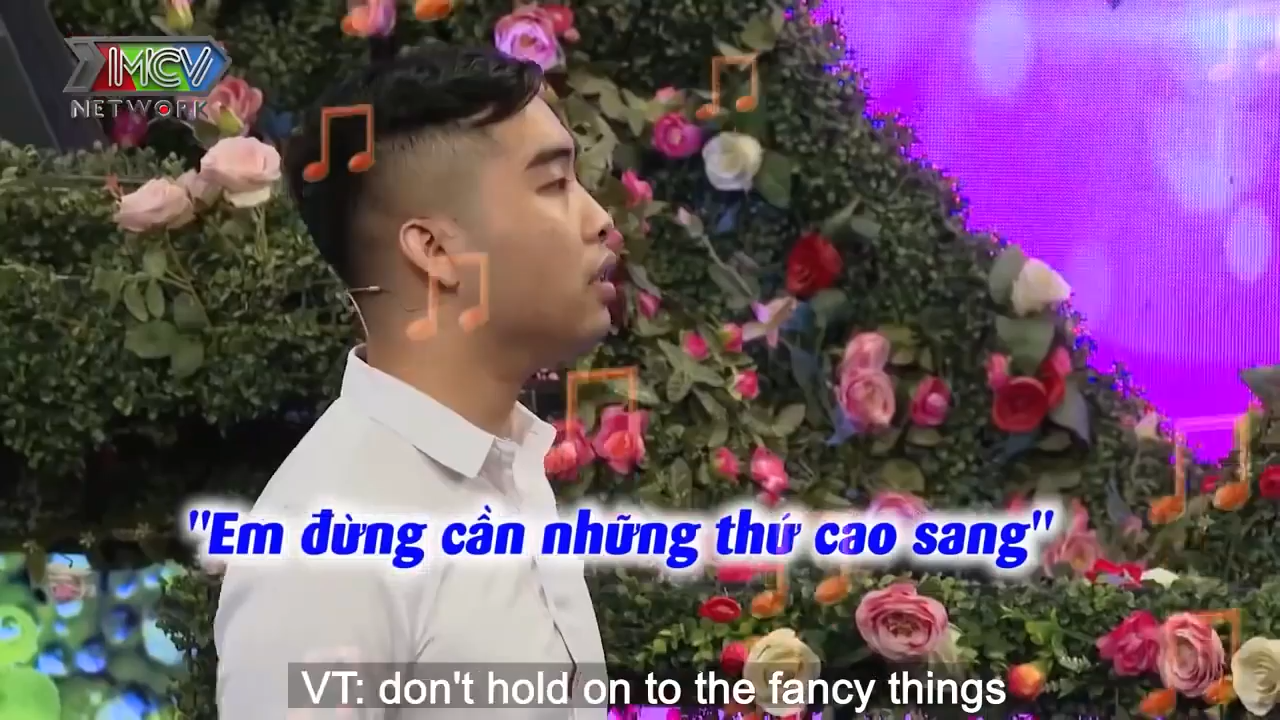 MCV
NETWORK
"Em đừng cần những thứ cao sang"
VT: don't hold on to the fancy things